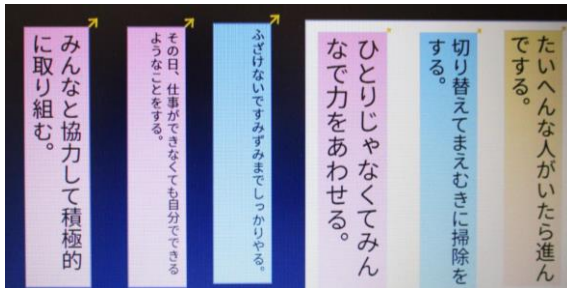 たいへんな人がいたら進ん
でする。
切り替えてまえむきに掃除を
する。
ひとりじゃなくてみん
なで力をあわせる。
ふざけないですみずみまでしっかりやる。
その日、仕事ができなくても自分でできる
ようなことをする。
みんなと協力して積極的
に取り組む。